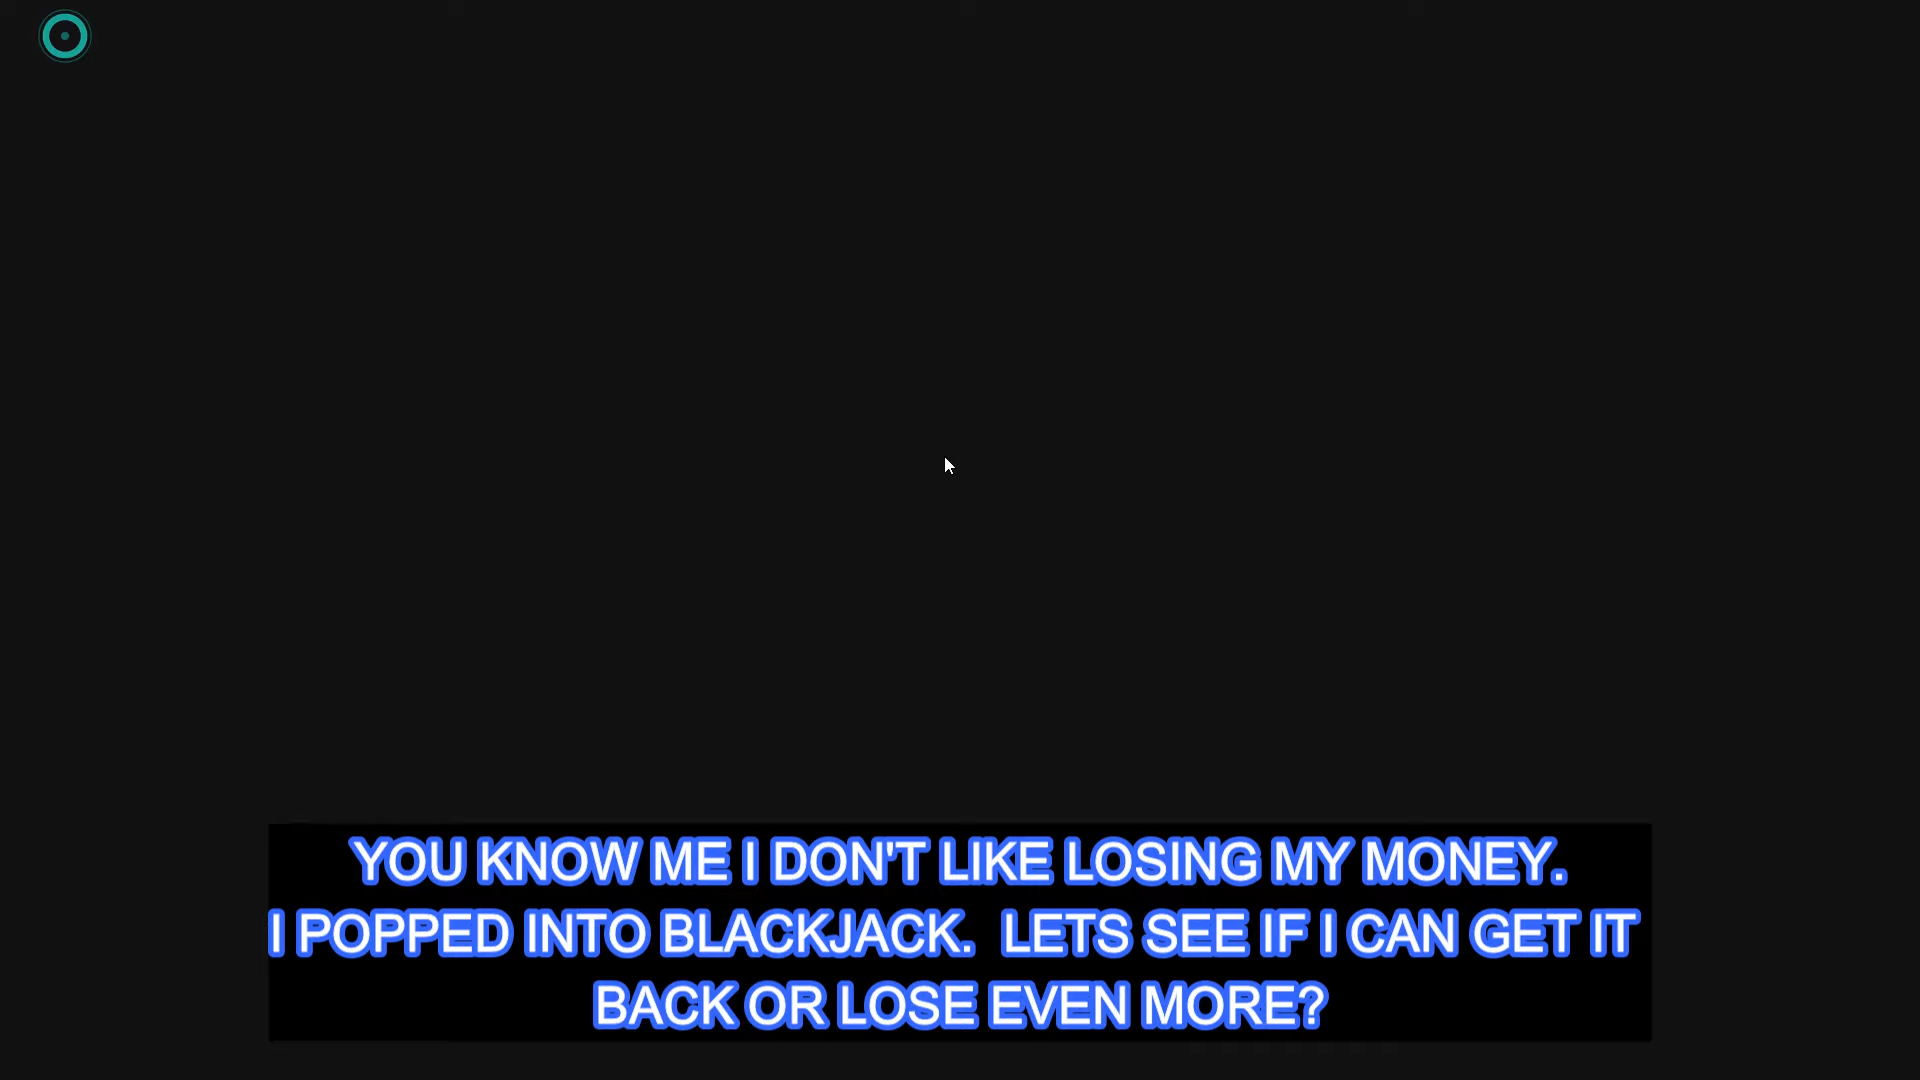 YOU KNOW ME I DON'T LIKE LOSING MY MONEY.
I POPPED INTO BLACKJACK.  LETS SEE IF I CAN GET IT
BACK OR LOSE EVEN MORE?